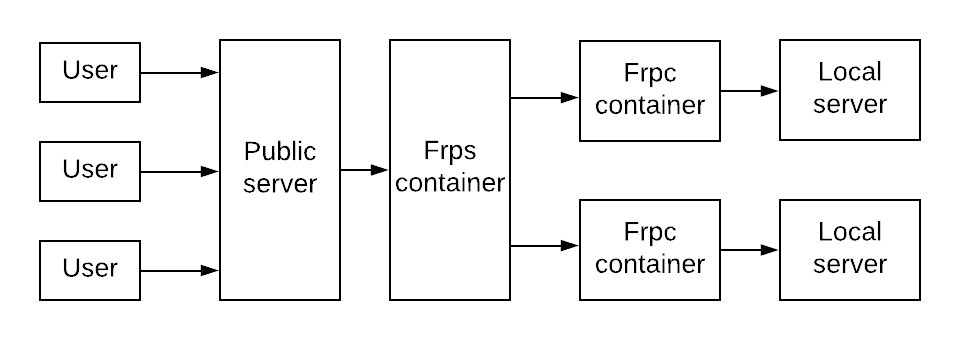 User
User
User
Public
server
Frps
container
Frpc
container
Local
server
Frpc
container
Local
server